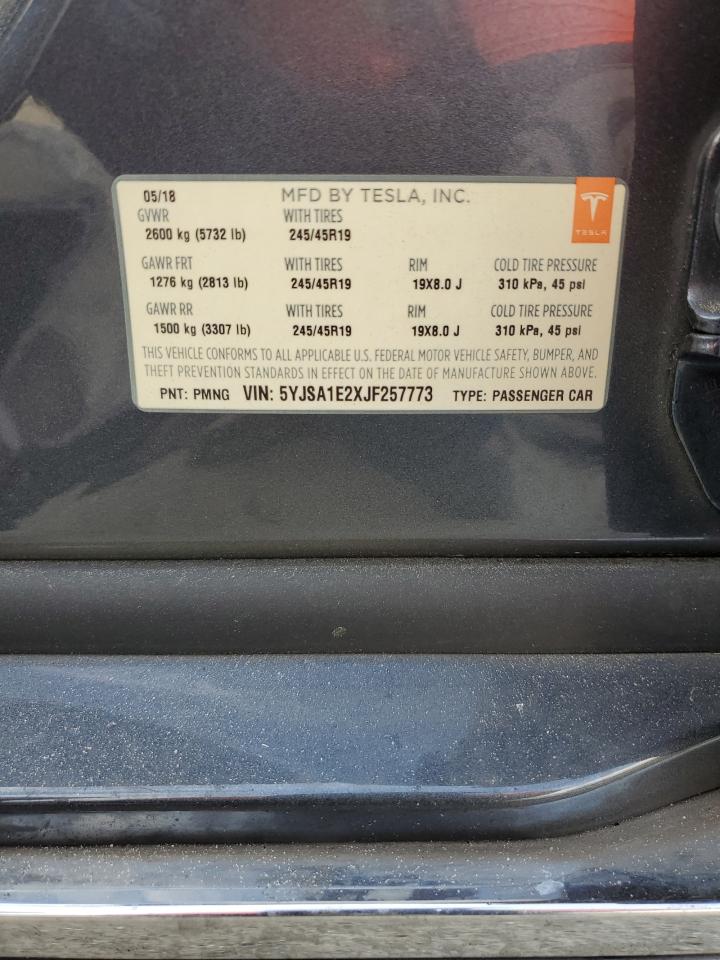 05/18 MFD BY TESLA, INC.
GVWR WITH TIRES
2600 kg (5732 lb) 245/45R19
TESLA
GAWR FRT WITH TIRES RIM COLD TIRE PRESSURE
1276 kg (2813 lb) 245/45R19 19X8.0 J 310 kPa, 45 psi
GAWR RR WITH TIRES RIM COLD TIRE PRESSURE
1500 kg (3307 lb) 245/45R19 19X8.0 J 310 kPa, 45 psi
THIS VEHICLE CONFORMS TO ALL APPLICABLE U.S. FEDERAL MOTOR VEHICLE SAFETY, BUMPER, AND
THEFT PREVENTION STANDARDS IN EFFECT ON THE DATE OF MANUFACTURE SHOWN ABOVE.
PNT: PMNG VIN: 5YJSA1E2XJF257773 TYPE: PASSENGER CAR